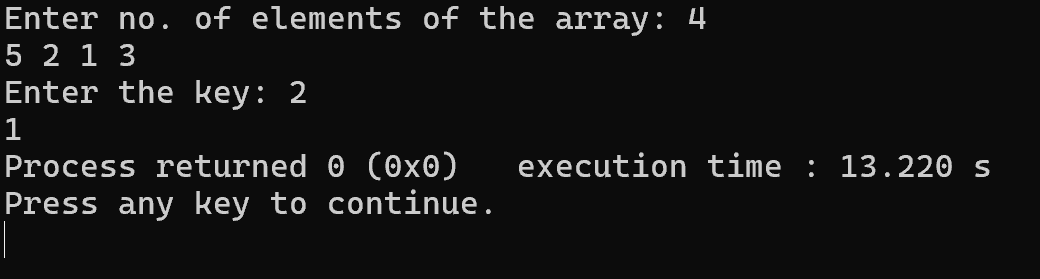 Enter no. of elements of the array: 4
5 2 1 3
Enter the key: 2
1
Process returned 0 (0x0)   execution time : 13.220 s
Press any key to continue.